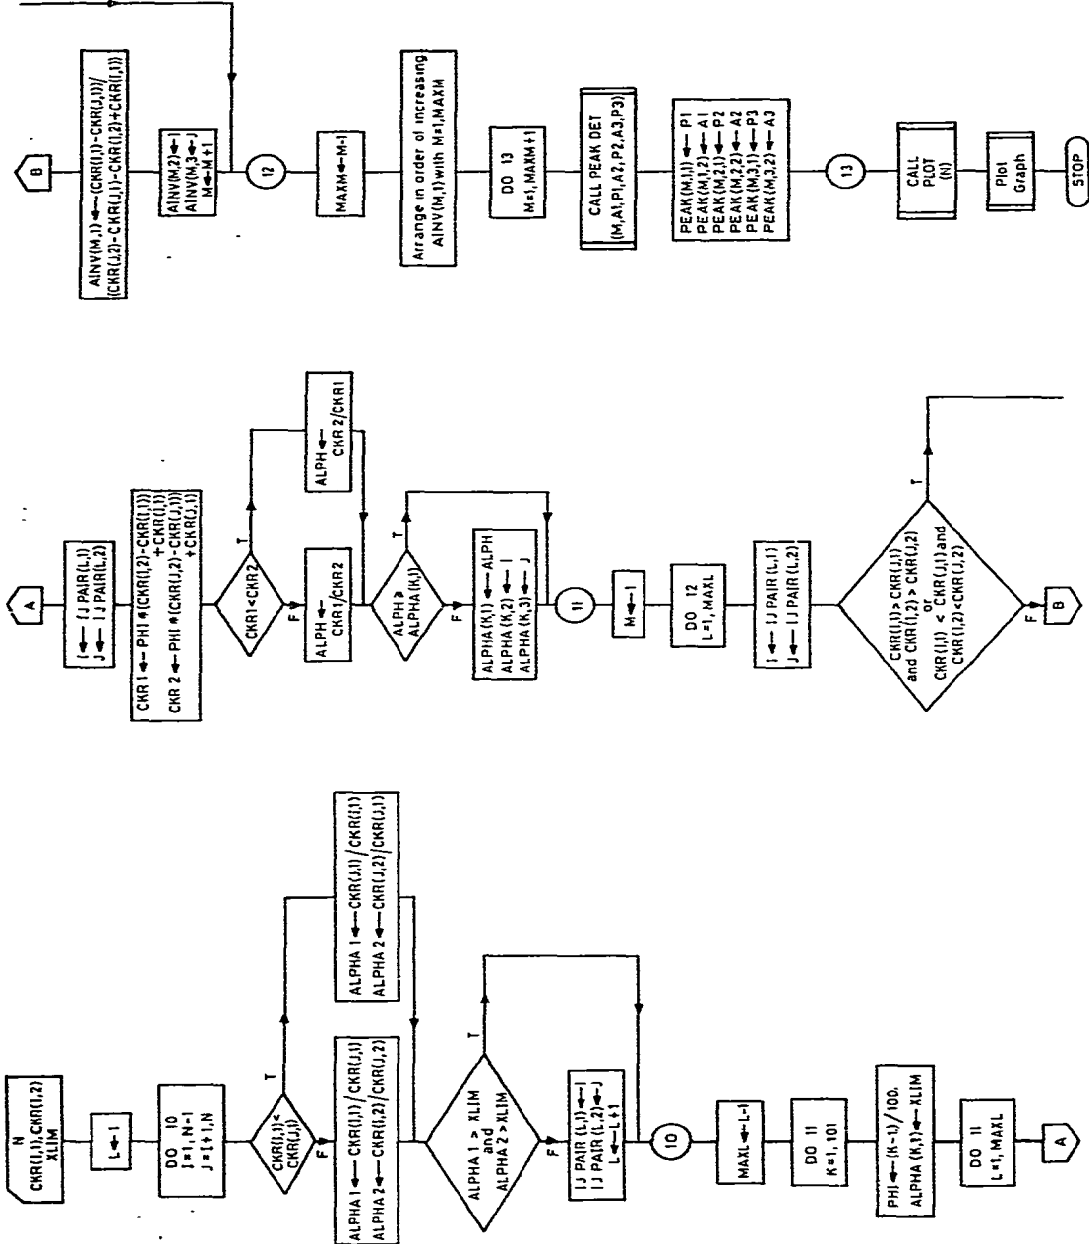 N
CKR(I,1),CKR(I,2)
XLIM
L ← 1
DO 10
I=1, N-1
J=I+1,N
CKR(I,1)<
CKR(J,1)
T
F
ALPHA 1 ← CKR(I,1)/CKR(J,1)
ALPHA 2 ← CKR(I,2)/CKR(J,2)
ALPHA 1 ← CKR(J,1)/CKR(I,1)
ALPHA 2 ← CKR(J,2)/CKR(J,1)
ALPHA 1 > XLIM
and
ALPHA 2 > XLIM
T
F
IJ PAIR (L,1) ← I
IJ PAIR (L,2) ← J
L ← L+1
10
MAXL ← L-1
DO 11
K=1, 101
PHI ← (K-1)/100.
ALPHA (K,1) ← XLIM
DO 11
L=1, MAXL
A
A
I ← IJ PAIR(L,1)
J ← IJ PAIR(L,2)
CKR 1 ← PHI *(CKR(I,2)-CKR(I,1))
+CKR(I,1)
CKR 2 ← PHI *(CKR(J,2)-CKR(J,1))
+CKR(J,1)
CKR1<CKR2
T
F
ALPH ←
CKR1/CKR2
ALPH ←
CKR 2/CKR1
ALPH ⩾
ALPHA(K,1)
T
F
ALPHA(K,1) ← ALPH
ALPHA (K,2) ← I
ALPHA (K,3) ← J
11
M ← 1
DO 12
L=1, MAXL
I ← IJ PAIR(L,1)
J ← IJ PAIR (L,2)
CKR(I,1) > CKR(J,1)
and CKR(I,2) > CKR(J,2)
or
CKR(I,1) < CKR(J,1) and
CKR(I,2)<CKR(J,2)
T
F
B
B
AINV(M,1) ← (CKR(I,1)-CKR(J,1))/
(CKR(J,2)-CKR(J,1)-CKR(I,2)+CKR(I,1))
AINV(M,2) ← I
AINV(M,3 ← J
M ← M+1
12
MAXM ← M-1
Arrange in order of increasing
AINV(M,1) with M=1,MAXM
DO 13
M=1, MAXM+1
CALL PEAK DET
(M,A1,P1,A2,P2,A3,P3)
PEAK(M,1,1) ← P1
PEAK(M,1,2) ← A1
PEAK(M,2,1) ← P2
PEAK(M,2,2) ← A2
PEAK(M,3,1) ← P3
PEAK(M,3,2) ← A3
13
CALL
PLOT
(N)
Plot
Graph
STOP